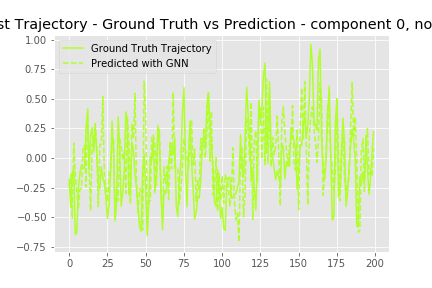 st Trajectory - Ground Truth vs Prediction - component 0, no
Ground Truth Trajectory
Predicted with GNN
1.00
0.75
0.50
0.25
0.00
−0.25
−0.50
−0.75
0 25 50 75 100 125 150 175 200